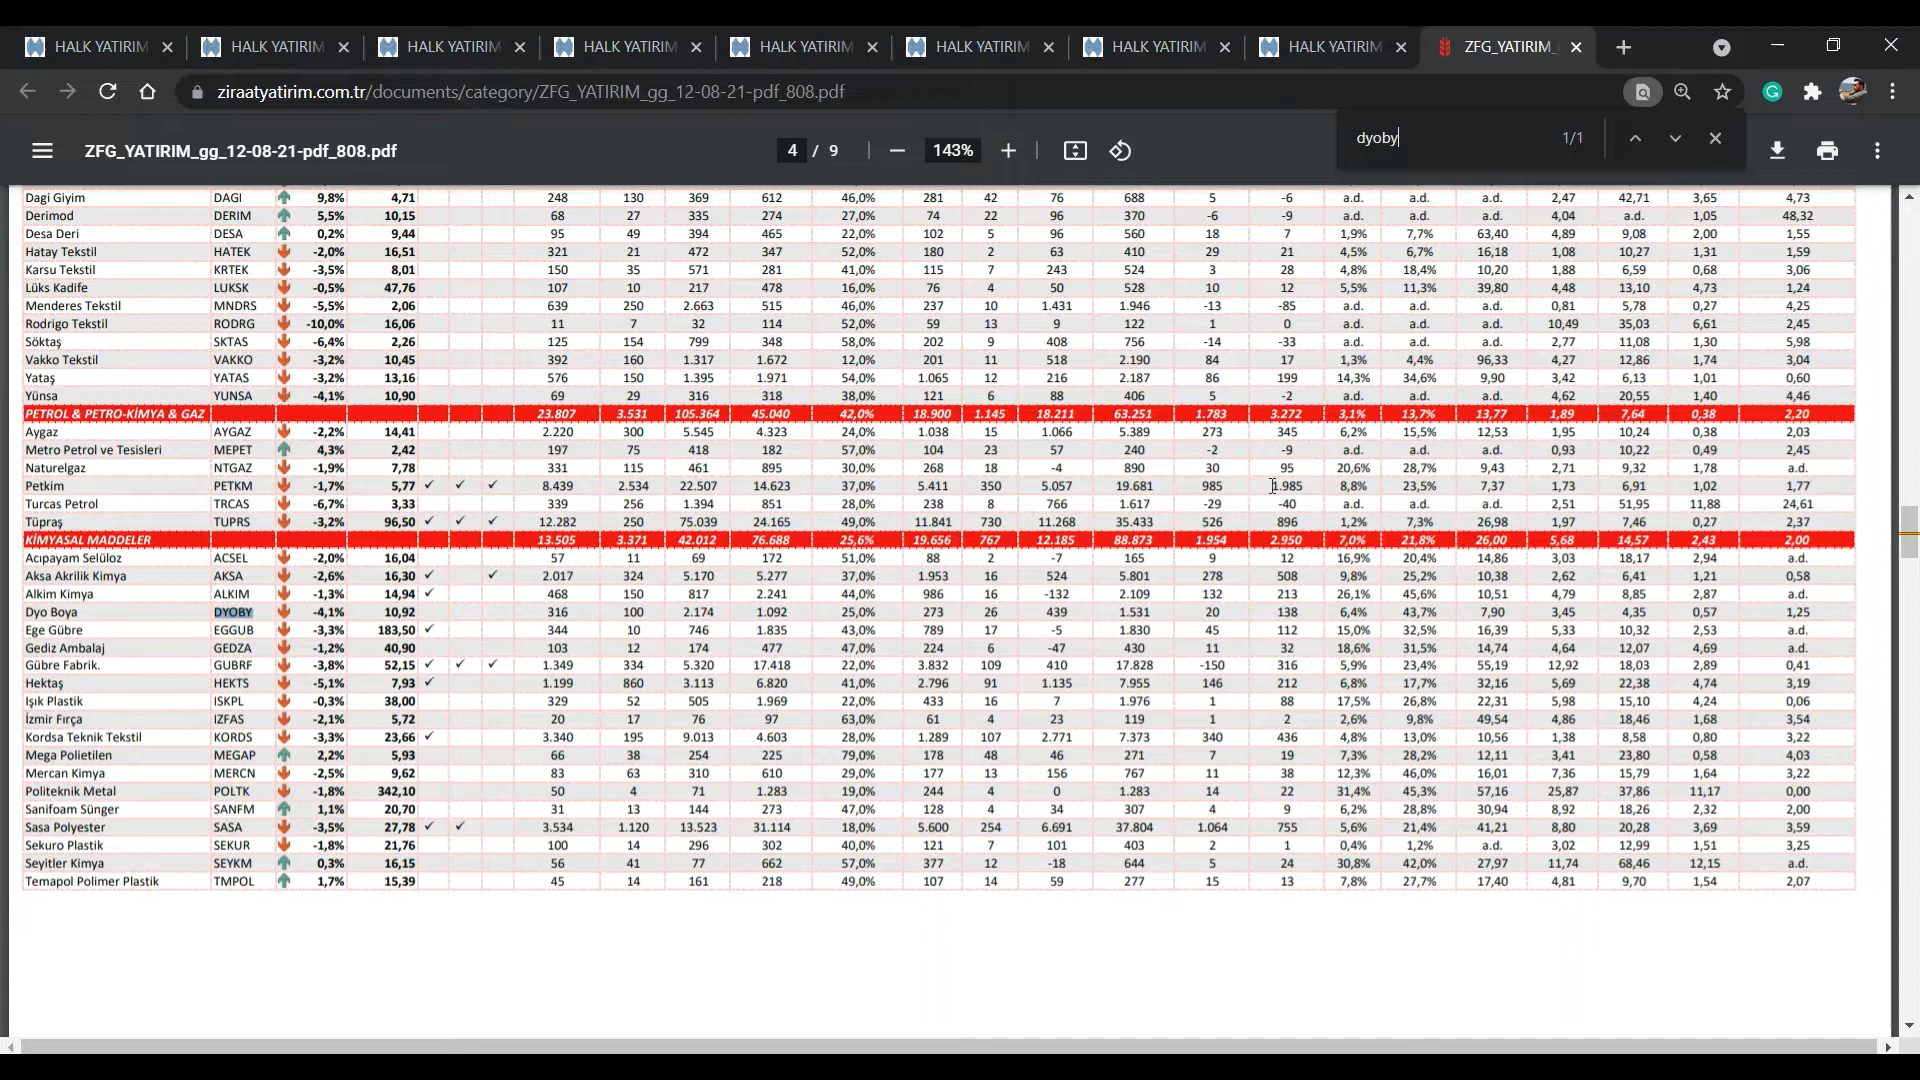 HALK YATIRIM HALK YATIRIM HALK YATIRIM HALK YATIRIM HALK YATIRIM HALK YATIRIM HALK YATIRIM HALK YATIRIM ZFG_YATIRIM_
ziraatyatirim.com.tr/documents/category/ZFG_YATIRIM_gg_12-08-21-pdf_808.pdf
dyoby 1/1
ZFG_YATIRIM_gg_12-08-21-pdf_808.pdf 4 / 9 143%
Dagi Giyim DAGI 9,8% 4,71 248 130 369 612 46,0% 281 42 76 688 5 -6 a.d. a.d. a.d. 2,47 42,71 3,65 4,73
Derimod DERIM 5,5% 10,15 68 27 335 274 27,0% 74 22 96 370 -6 -9 a.d. a.d. a.d. 4,04 a.d. 1,05 48,32
Desa Deri DESA 0,2% 9,44 95 49 394 465 22,0% 102 5 96 560 18 7 1,9% 7,7% 63,40 4,89 9,08 2,00 1,55
Hatay Tekstil HATEK -2,0% 16,51 321 21 472 347 52,0% 180 2 63 410 29 21 4,5% 6,7% 16,18 1,08 10,27 1,31 1,59
Karsu Tekstil KRTEK -3,5% 8,01 150 35 571 281 41,0% 115 7 243 524 3 28 4,8% 18,4% 10,20 1,88 6,59 0,68 3,06
Lüks Kadife LUKSK -0,5% 47,76 107 10 217 478 16,0% 76 4 50 528 10 12 5,5% 11,3% 39,80 4,48 13,10 4,73 1,24
Menderes Tekstil MNDRS -5,5% 2,06 639 250 2.663 515 46,0% 237 10 1.431 1.946 -13 -85 a.d. a.d. a.d. 0,81 5,78 0,27 4,25
Rodrigo Tekstil RODRG -10,0% 16,06 11 7 32 114 52,0% 59 13 9 122 1 0 a.d. a.d. a.d. 10,49 35,03 6,61 2,45
Söktaş SKTAS -6,4% 2,26 125 154 799 348 58,0% 202 9 408 756 -14 -33 a.d. a.d. a.d. 2,77 11,08 1,30 5,98
Vakko Tekstil VAKKO -3,2% 10,45 392 160 1.317 1.672 12,0% 201 11 518 2.190 84 17 1,3% 4,4% 96,33 4,27 12,86 1,74 3,04
Yataş YATAS -3,2% 13,16 576 150 1.395 1.971 54,0% 1.065 12 216 2.187 86 199 14,3% 34,6% 9,90 3,42 6,13 1,01 0,60
Yünsa YUNSA -4,1% 10,90 69 29 316 318 38,0% 121 6 88 406 5 -2 a.d. a.d. a.d. 4,62 20,55 1,40 4,46
PETROL & PETRO-KİMYA & GAZ 23.807 3.531 105.364 45.040 42,0% 18.900 1.145 18.211 63.251 1.783 3.272 3,1% 13,7% 13,77 1,89 7,64 0,38 2,20
Aygaz AYGAZ -2,2% 14,41 2.220 300 5.545 4.323 24,0% 1.038 15 1.066 5.389 273 345 6,2% 15,5% 12,53 1,95 10,24 0,38 2,03
Metro Petrol ve Tesisleri MEPET 4,3% 2,42 197 75 418 182 57,0% 104 23 57 240 -2 -9 a.d. a.d. a.d. 0,93 10,22 0,49 2,45
Naturelgaz NTGAZ -1,9% 7,78 331 115 461 895 30,0% 268 18 -4 890 30 95 20,6% 28,7% 9,43 2,71 9,32 1,78 a.d.
Petkim PETKM -1,7% 5,77 ✓ ✓ ✓ 8.439 2.534 22.507 14.623 37,0% 5.411 350 5.057 19.681 985 1.985 8,8% 23,5% 7,37 1,73 6,91 1,02 1,77
Turcas Petrol TRCAS -6,7% 3,33 339 256 1.394 851 28,0% 238 8 766 1.617 -29 -40 a.d. a.d. a.d. 2,51 51,95 11,88 24,61
Tüpraş TUPRS -3,2% 96,50 ✓ ✓ ✓ 12.282 250 75.039 24.165 49,0% 11.841 730 11.268 35.433 526 896 1,2% 7,3% 26,98 1,97 7,46 0,27 2,37
KİMYASAL MADDELER 13.505 3.371 42.012 76.688 25,6% 19.656 767 12.185 88.873 1.954 2.950 7,0% 21,8% 26,00 5,68 14,57 2,43 2,00
Acıpayam Selüloz ACSEL -2,0% 16,04 57 11 69 172 51,0% 88 2 -7 165 9 12 16,9% 20,4% 14,86 3,03 18,17 2,94 a.d.
Aksa Akrilik Kimya AKSA -2,6% 16,30 ✓ ✓ 2.017 324 5.170 5.277 37,0% 1.953 16 524 5.801 278 508 9,8% 25,2% 10,38 2,62 6,41 1,21 0,58
Alkim Kimya ALKIM -1,3% 14,94 ✓ 468 150 817 2.241 44,0% 986 16 -132 2.109 132 213 26,1% 45,6% 10,51 4,79 8,85 2,87 a.d.
Dyo Boya DYOBY -4,1% 10,92 316 100 2.174 1.092 25,0% 273 26 439 1.531 20 138 6,4% 43,7% 7,90 3,45 4,35 0,57 1,25
Ege Gübre EGGUB -3,3% 183,50 ✓ 344 10 746 1.835 43,0% 789 17 -5 1.830 45 112 15,0% 32,5% 16,39 5,33 10,32 2,53 a.d.
Gediz Ambalaj GEDZA -1,2% 40,90 103 12 174 477 47,0% 224 6 -47 430 11 32 18,6% 31,5% 14,74 4,64 12,07 4,69 a.d.
Gübre Fabrik. GUBRF -3,8% 52,15 ✓ ✓ ✓ 1.349 334 5.320 17.418 22,0% 3.832 109 410 17.828 -150 316 5,9% 23,4% 55,19 12,92 18,03 2,89 0,41
Hektaş HEKTS -5,1% 7,93 ✓ 1.199 860 3.113 6.820 41,0% 2.796 91 1.135 7.955 146 212 6,8% 17,7% 32,16 5,69 22,38 4,74 3,19
Işık Plastik ISKPL -0,3% 38,00 329 52 505 1.969 22,0% 433 16 7 1.976 1 88 17,5% 26,8% 22,31 5,98 15,10 4,24 0,06
İzmir Fırça IZFAS -2,1% 5,72 20 17 76 97 63,0% 61 4 23 119 1 2 2,6% 9,8% 49,54 4,86 18,46 1,68 3,54
Kordsa Teknik Tekstil KORDS -3,3% 23,66 ✓ 3.340 195 9.013 4.603 28,0% 1.289 107 2.771 7.373 340 436 4,8% 13,0% 10,56 1,38 8,58 0,80 3,22
Mega Polietilen MEGAP 2,2% 5,93 66 38 254 225 79,0% 178 48 46 271 7 19 7,3% 28,2% 12,11 3,41 23,80 0,58 4,03
Mercan Kimya MERCN -2,5% 9,62 83 63 310 610 29,0% 177 13 156 767 11 38 12,3% 46,0% 16,01 7,36 15,79 1,64 3,22
Politeknik Metal POLTK -1,8% 342,10 50 4 71 1.283 19,0% 244 4 0 1.283 14 22 31,4% 45,3% 57,16 25,87 37,86 11,17 0,00
Sanifoam Sünger SANFM 1,1% 20,70 31 13 144 273 47,0% 128 4 34 307 4 9 6,2% 28,8% 30,94 8,92 18,26 2,32 2,00
Sasa Polyester SASA -3,5% 27,78 ✓ ✓ 3.534 1.120 13.523 31.114 18,0% 5.600 254 6.691 37.804 1.064 755 5,6% 21,4% 41,21 8,80 20,28 3,69 3,59
Sekuro Plastik SEKUR -1,8% 21,76 100 14 296 302 40,0% 121 7 101 403 2 1 0,4% 1,2% a.d. 3,02 12,99 1,51 3,25
Seyitler Kimya SEYKM 0,3% 16,15 56 41 77 662 57,0% 377 12 -18 644 5 24 30,8% 42,0% 27,97 11,74 68,46 12,15 a.d.
Temapol Polimer Plastik TMPOL 1,7% 15,39 45 14 161 218 49,0% 107 14 59 277 15 13 7,8% 27,7% 17,40 4,81 9,70 1,54 2,07